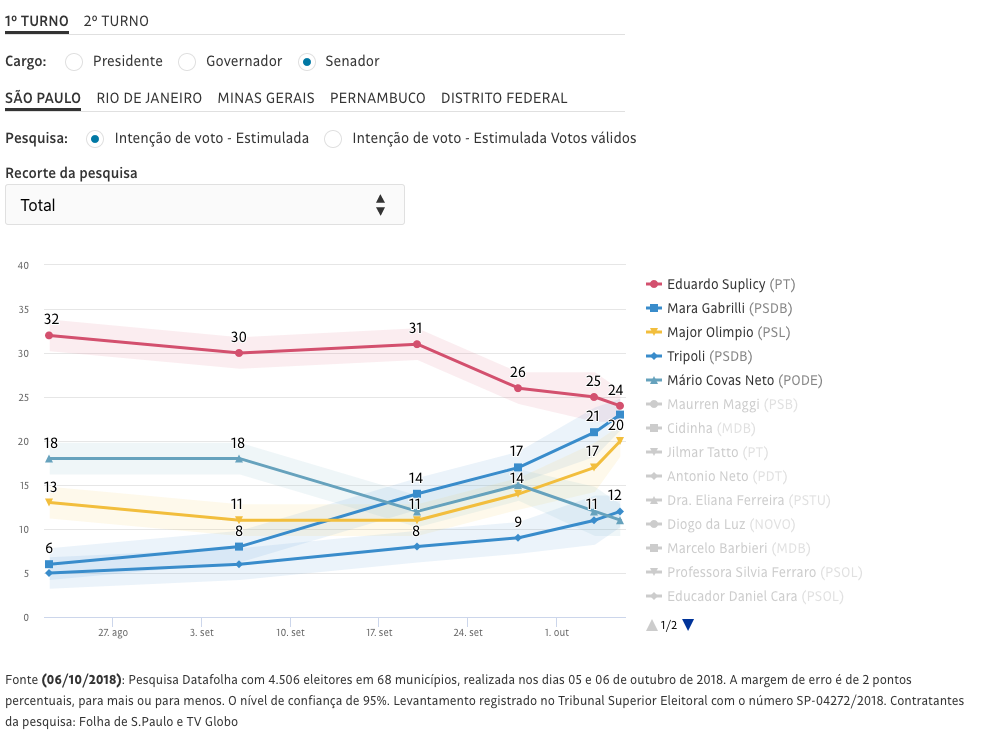 1º TURNO 2º TURNO
Cargo: Presidente Governador Senador
SÃO PAULO RIO DE JANEIRO MINAS GERAIS PERNAMBUCO DISTRITO FEDERAL
Pesquisa: Intenção de voto - Estimulada Intenção de voto - Estimulada Votos válidos
Recorte da pesquisa
Total
40
35
30
25
20
15
10
5
0
32
30
31
26
25
24
18
18
13
11
14
11
17
14
21
20
17
6
8
8
9
11
12
27. ago
3. set
10. set
17. set
24. set
1. out
Eduardo Suplicy (PT)
Mara Gabrilli (PSDB)
Major Olimpio (PSL)
Tripoli (PSDB)
Mário Covas Neto (PODE)
Maurren Maggi (PSB)
Cidinha (MDB)
Jilmar Tatto (PT)
Antonio Neto (PDT)
Dra. Eliana Ferreira (PSTU)
Diogo da Luz (NOVO)
Marcelo Barbieri (MDB)
Professora Silvia Ferraro (PSOL)
Educador Daniel Cara (PSOL)
1/2
Fonte (06/10/2018): Pesquisa Datafolha com 4.506 eleitores em 68 municípios, realizada nos dias 05 e 06 de outubro de 2018. A margem de erro é de 2 pontos
percentuais, para mais ou para menos. O nível de confiança de 95%. Levantamento registrado no Tribunal Superior Eleitoral com o número SP-04272/2018. Contratantes
da pesquisa: Folha de S.Paulo e TV Globo